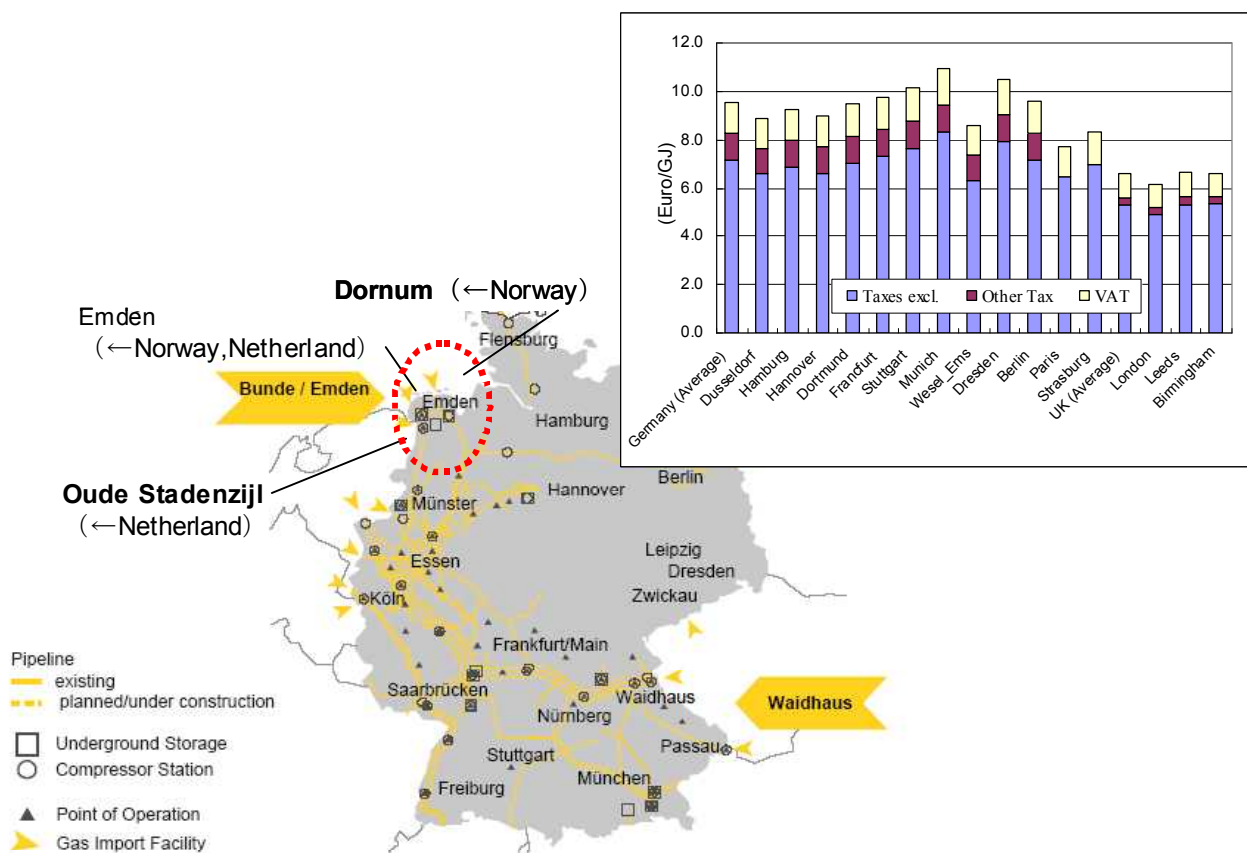 12.0
10.0
8.0
6.0
4.0
2.0
0.0
(Euro/GJ)
Taxes excl.
Other Tax
VAT
Germany (Average)
Dusseldorf
Hamburg
Hannover
Dortmund
Frankfurt
Stuttgart
Munich
Wesel_Ems
Dresden
Berlin
Paris
Strasburg
UK (Average)
London
Leeds
Birmingham
Dornum (←Norway)
Emden
(←Norway,Netherland)
Bunde / Emden
Oude Stadenzijl
(←Netherland)
Flensburg
Emden
Hamburg
Berlin
Hannover
Münster
Essen
Leipzig
Dresden
Zwickau
Köln
Frankfurt/Main
Saarbrücken
Waidhaus
Nürnberg
Waidhaus
Passau
Stuttgart
München
Freiburg
Pipeline
existing
planned/under construction
Underground Storage
Compressor Station
Point of Operation
Gas Import Facility